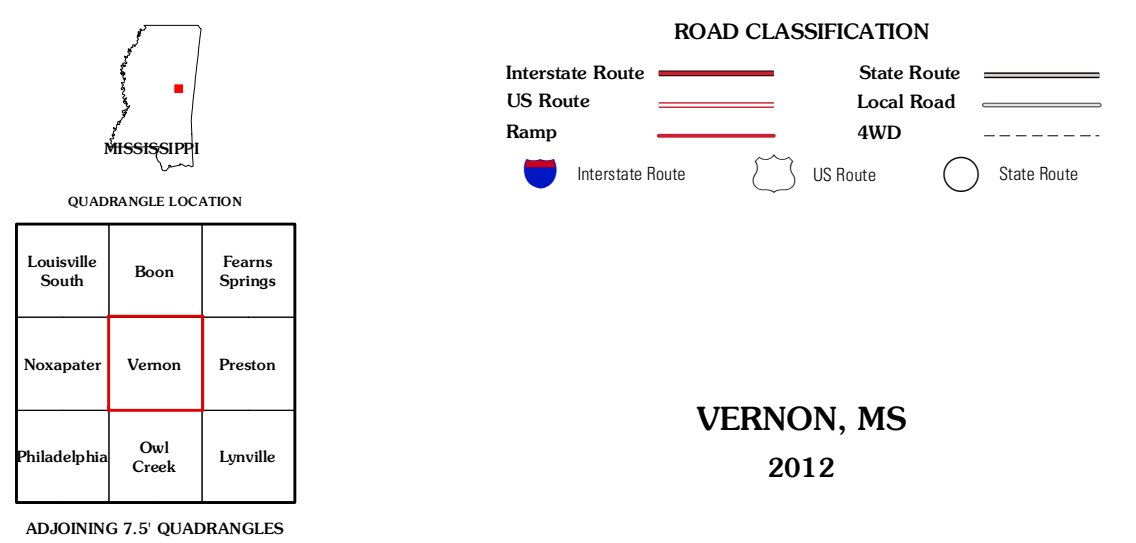 MISSISSIPPI
QUADRANGLE LOCATION
Louisville
South
Boon
Fearns
Springs
Noxapater
Vernon
Preston
Philadelphia
Owl
Creek
Lynville
ADJOINING 7.5' QUADRANGLES
ROAD CLASSIFICATION
Interstate Route
State Route
US Route
Local Road
Ramp
4WD
Interstate Route
US Route
State Route
VERNON, MS
2012